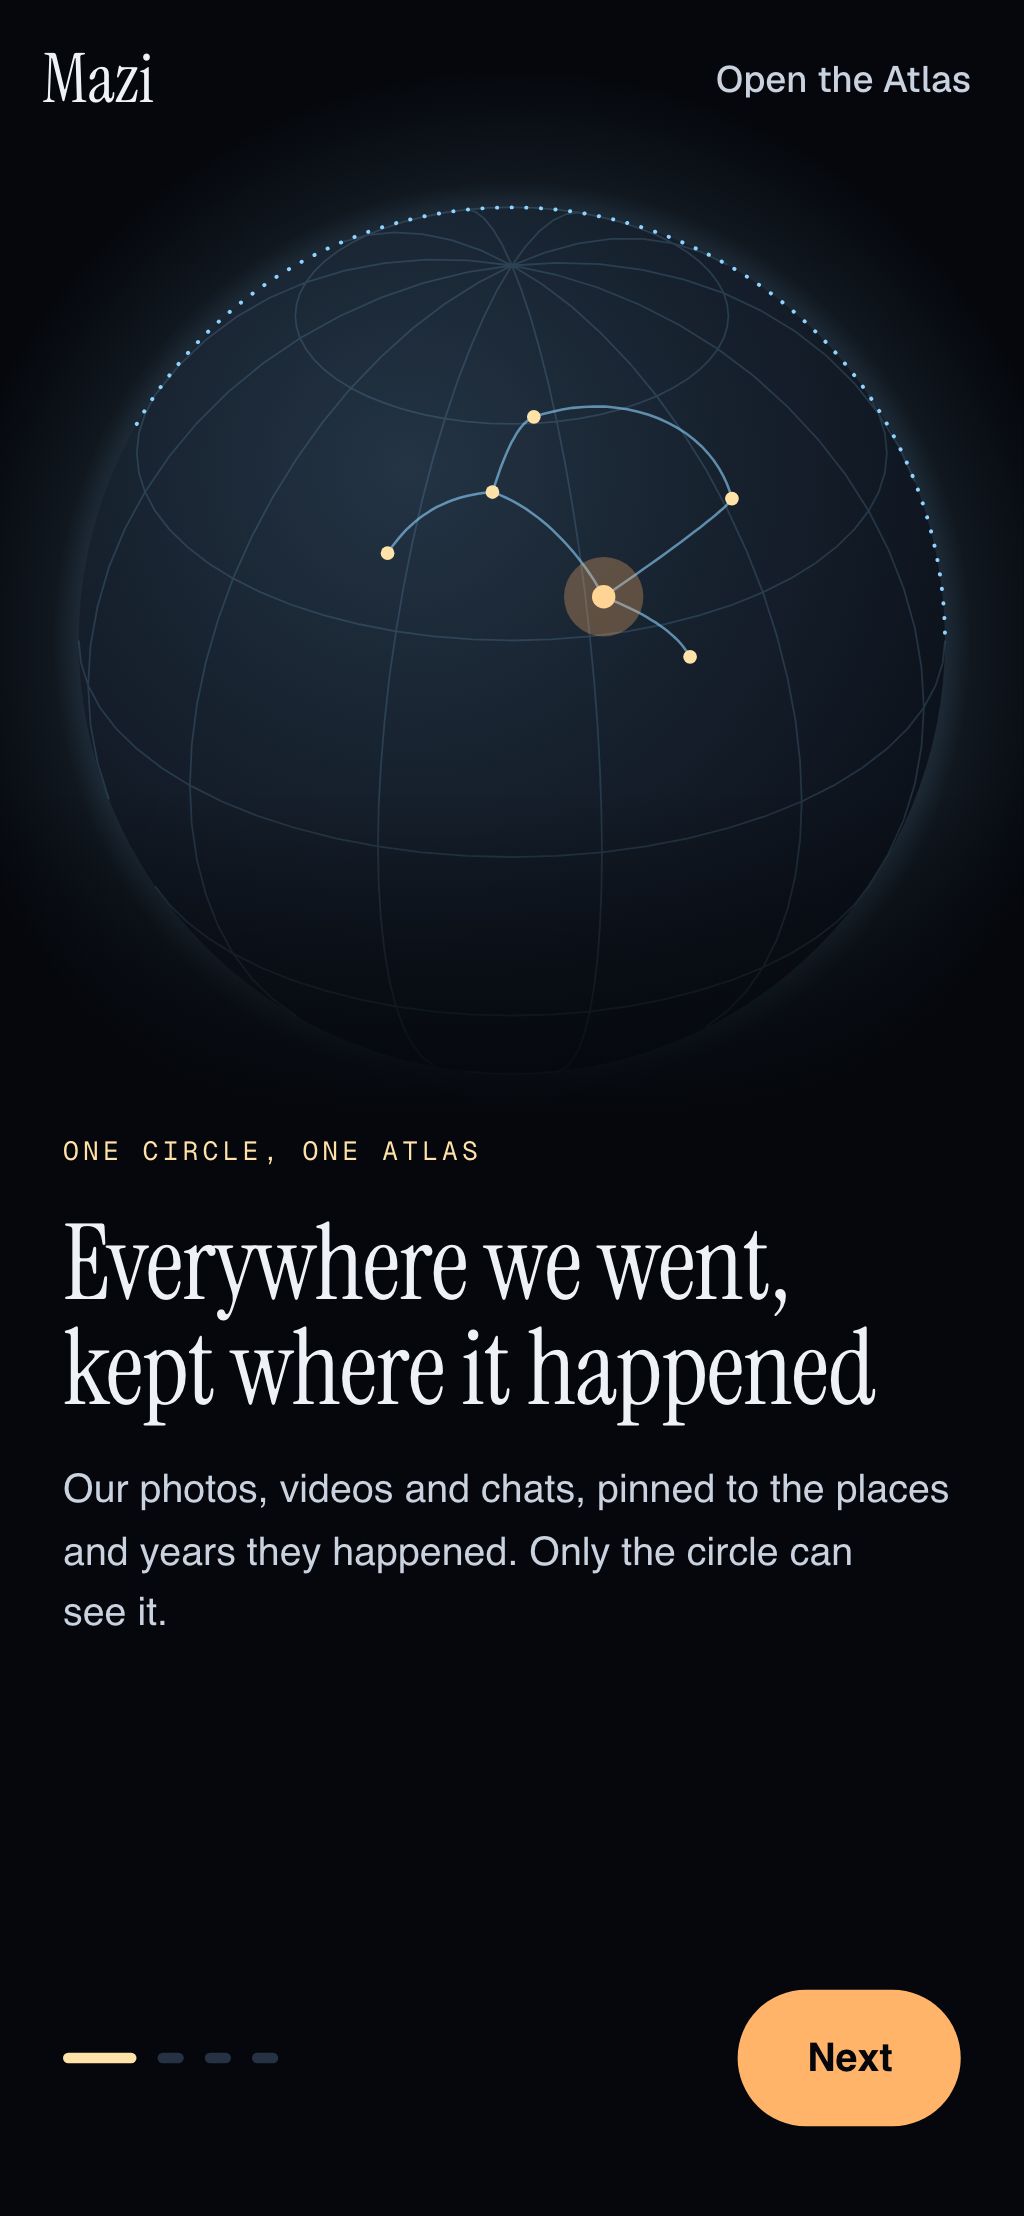 Mazi
Open the Atlas
ONE CIRCLE, ONE ATLAS
Everywhere we went,
kept where it happened
Our photos, videos and chats, pinned to the places
and years they happened. Only the circle can
see it.
Next